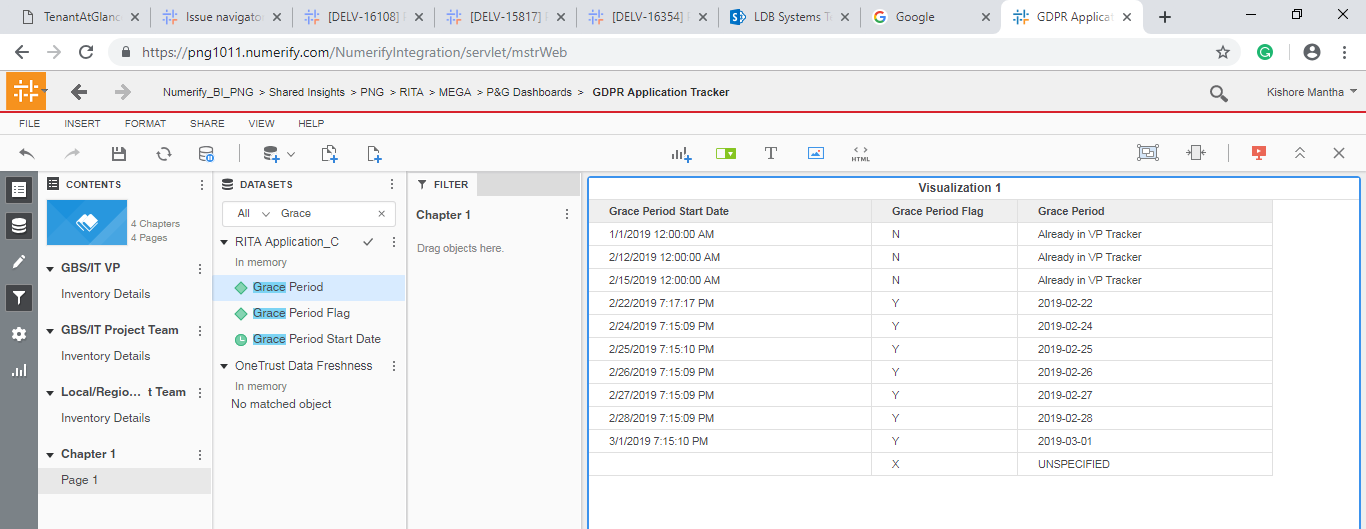 TenantAtGlanc
Issue navigato
[DELV-16108]
[DELV-15817]
[DELV-16354]
LDB Systems T
Google
GDPR Applicat
https://png1011.numerify.com/NumerifyIntegration/servlet/mstrWeb
Numerify_BI_PNG > Shared Insights > PNG > RITA > MEGA > P&G Dashboards > GDPR Application Tracker
Kishore Mantha
FILE INSERT FORMAT SHARE VIEW HELP
T
HTML
CONTENTS
4 Chapters
4 Pages
GBS/IT VP
Inventory Details
GBS/IT Project Team
Inventory Details
Local/Regio... t Team
Inventory Details
Chapter 1
Page 1
DATASETS
All Grace
RITA Application_C
In memory
Grace Period
Grace Period Flag
Grace Period Start Date
OneTrust Data Freshness
In memory
No matched object
FILTER
Chapter 1
Drag objects here.
Visualization 1
Grace Period Start Date Grace Period Flag Grace Period
1/1/2019 12:00:00 AM N Already in VP Tracker
2/12/2019 12:00:00 AM N Already in VP Tracker
2/15/2019 12:00:00 AM N Already in VP Tracker
2/22/2019 7:17:17 PM Y 2019-02-22
2/24/2019 7:15:09 PM Y 2019-02-24
2/25/2019 7:15:10 PM Y 2019-02-25
2/26/2019 7:15:09 PM Y 2019-02-26
2/27/2019 7:15:09 PM Y 2019-02-27
2/28/2019 7:15:09 PM Y 2019-02-28
3/1/2019 7:15:10 PM Y 2019-03-01
X UNSPECIFIED